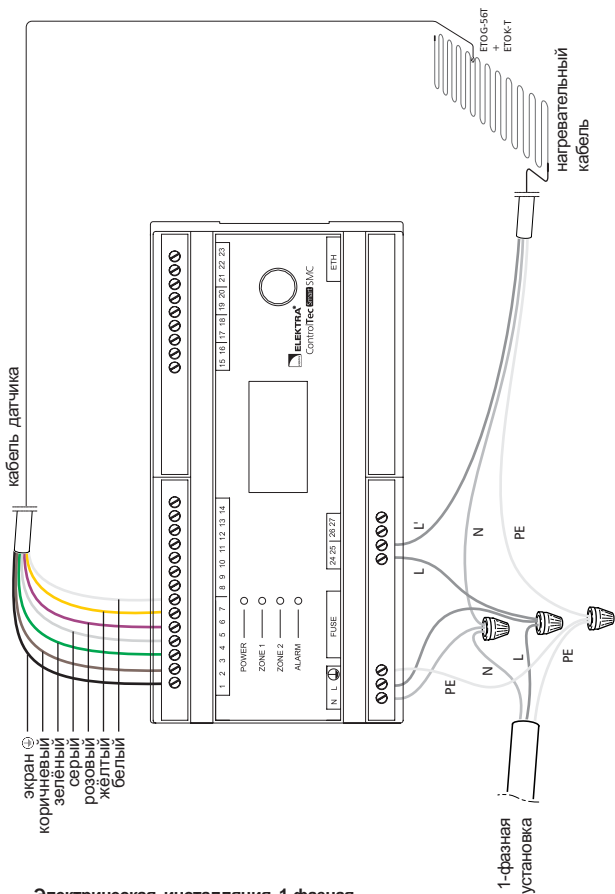 ETOG-56T
+
ETOK-T
нагревательный
кабель
кабель датчика
экран
коричневый
зелёный
серый
розовый
жёлтый
белый
1 2 3 4 5 6 7 8 9 10 11 12 13 14
15 16 17 18 19 20 21 22 23
POWER
ZONE 1
ZONE 2
ALARM
ELEKTRA®
ControlTec Smart SMC
ETH
N L
FUSE
24 25 26 27
L'
N
PE
L
PE
N
L
PE
1-фазная
установка
Электрическая инсталляция 1-фазная